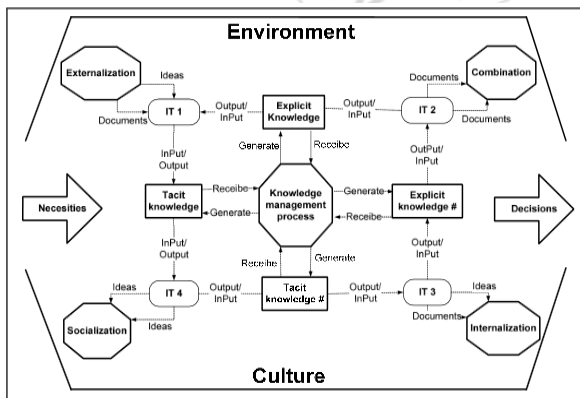 Environment
Externalization
Ideas
Documents
IT 1
Output/
InPut
Explicit
Knowledge
Output/
InPut
IT 2
Documents
Documents
Combination
InPut/
Output
Generate
Receibe
OutPut/
InPut
Necesities
Tacit
knowledge
Receibe
Generate
Knowledge
management
process
Generate
Receibe
Explicit
knowledge #
Decisions
InPut/
Output
Receibe
Generate
Output/
InPut
Ideas
IT 4
Ideas
Socialization
Output/
InPut
Tacit
knowledge #
Output/
InPut
IT 3
Ideas
Documents
Internalization
Culture